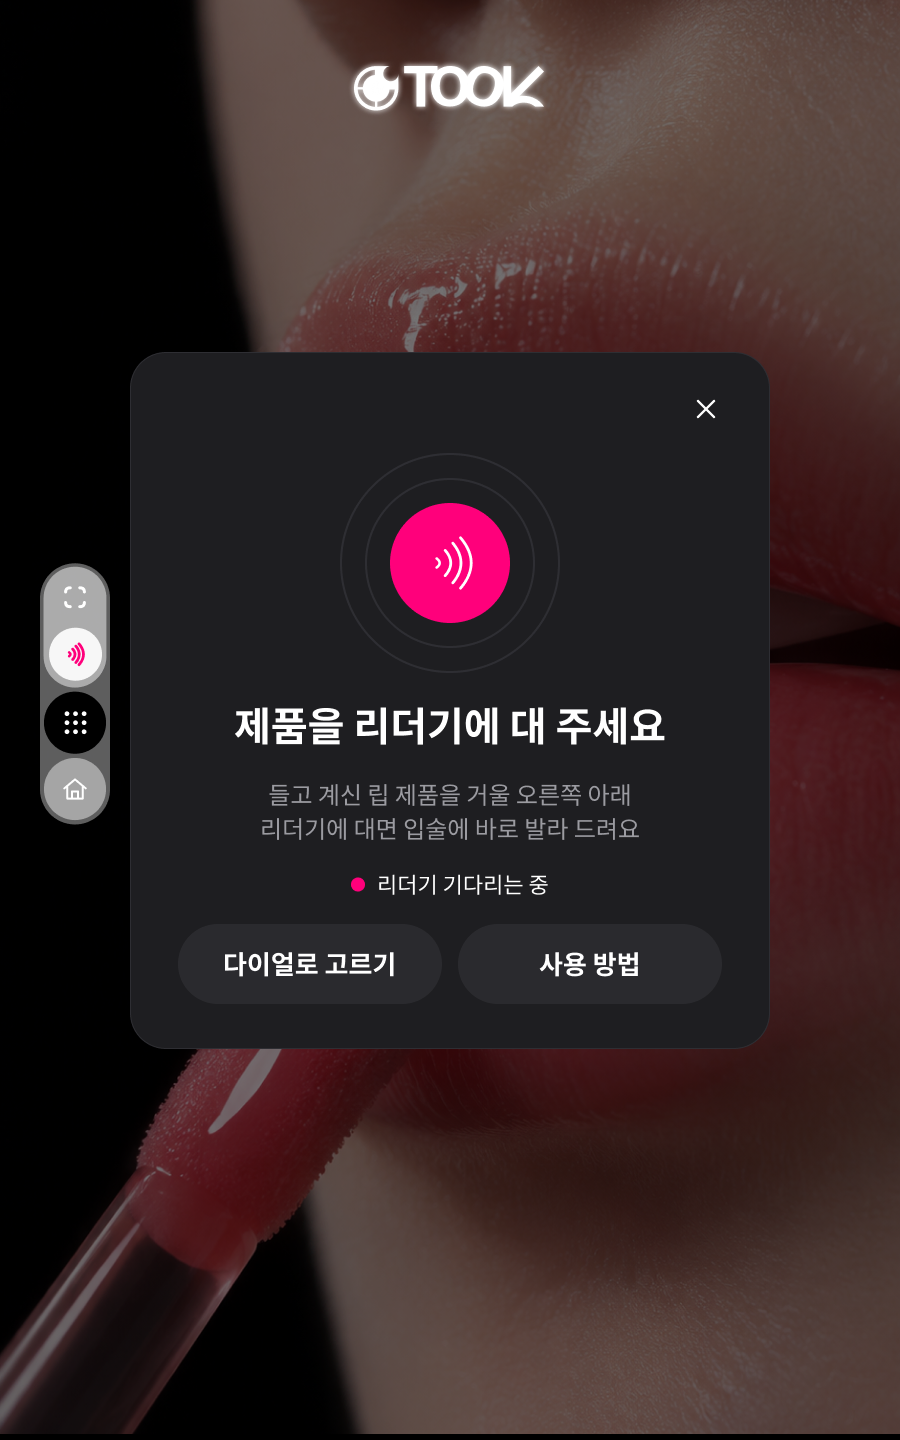 TOOK
제품을 리더기에 대 주세요
들고 계신 립 제품을 거울 오른쪽 아래
리더기에 대면 입술에 바로 발라 드려요
리더기 기다리는 중
다이얼로 고르기
사용 방법